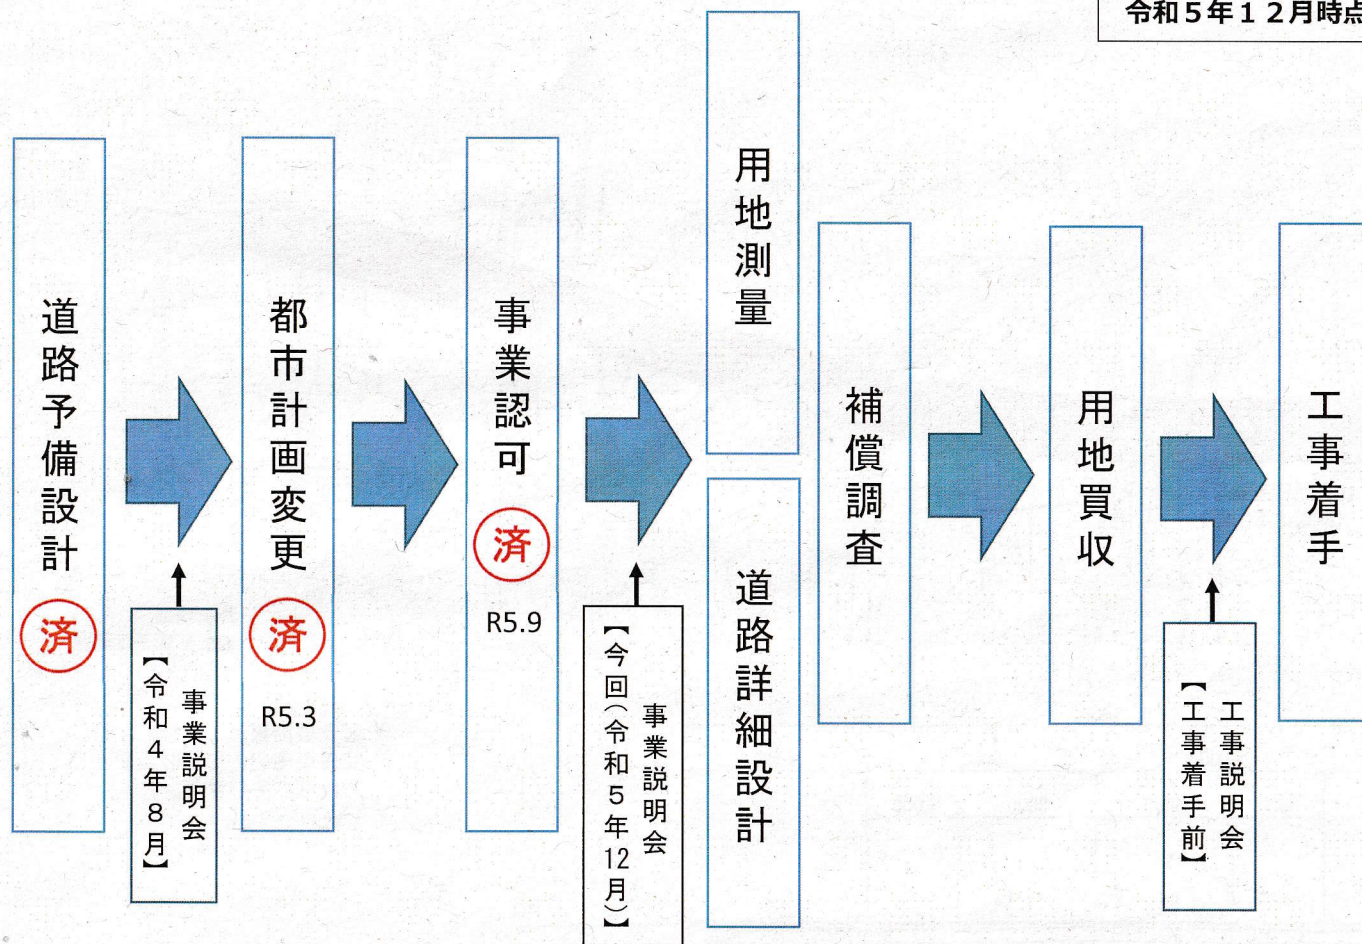 令和５年１２月時点
道路予備設計
済
事業説明会
【令和４年８月】
都市計画変更
済
R5.3
事業認可
済
R5.9
事業説明会
【今回（令和５年12月）】
用地測量
道路詳細設計
補償調査
用地買収
工事説明会
【工事着手前】
工事着手